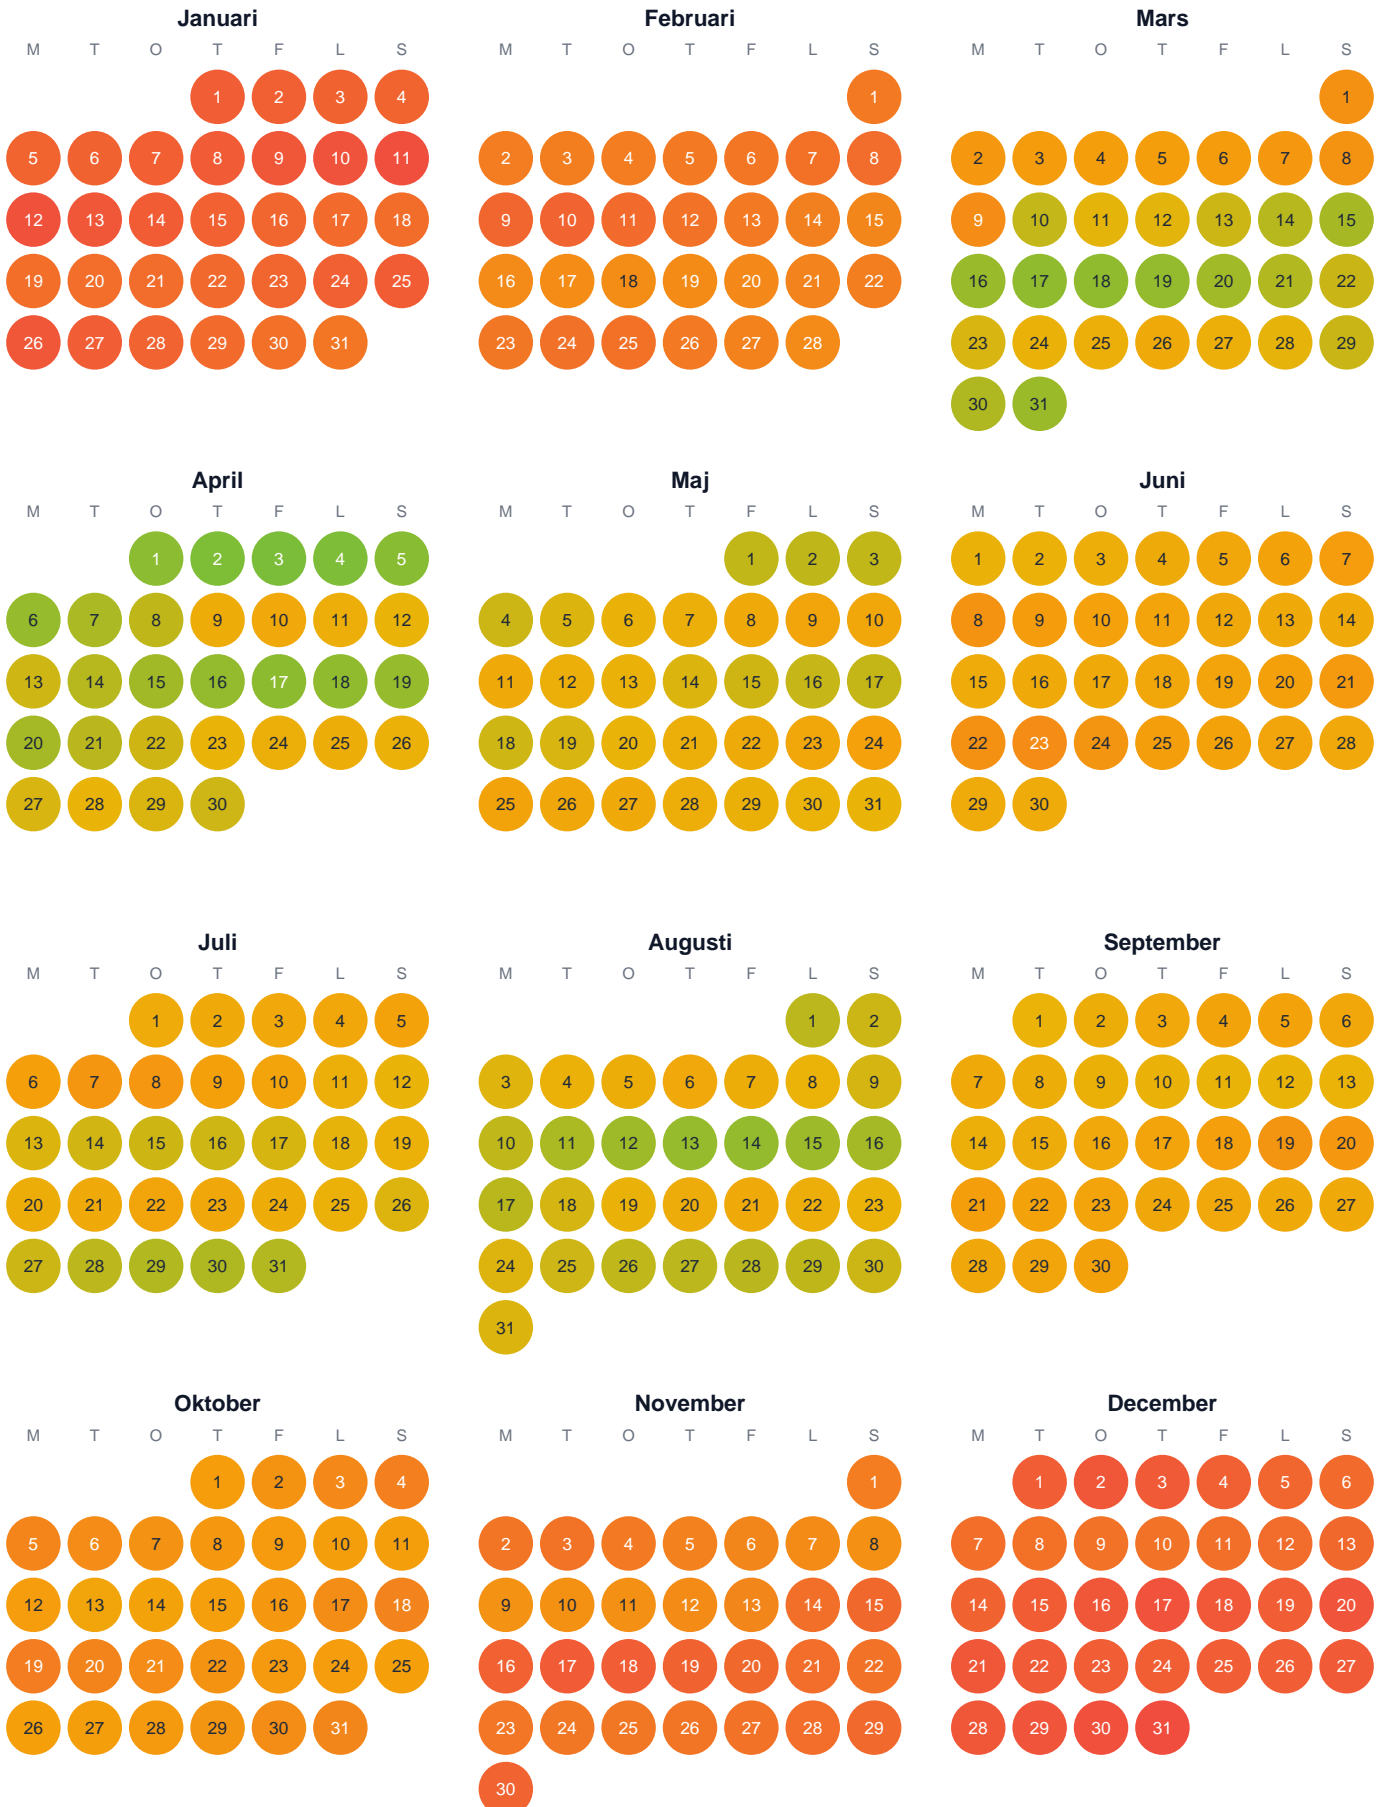 Januari Februari Mars
M T O T F L S M T O T F L S M T O T F L S
1 2 3 4 1 1
5 6 7 8 9 10 11 2 3 4 5 6 7 8 2 3 4 5 6 7 8
12 13 14 15 16 17 18 9 10 11 12 13 14 15 9 10 11 12 13 14 15
19 20 21 22 23 24 25 16 17 18 19 20 21 22 16 17 18 19 20 21 22
26 27 28 29 30 31 23 24 25 26 27 28 23 24 25 26 27 28 29
30 31
April Maj Juni
M T O T F L S M T O T F L S M T O T F L S
1 2 3 4 5 1 2 3 1 2 3 4 5 6 7
6 7 8 9 10 11 12 4 5 6 7 8 9 10 8 9 10 11 12 13 14
13 14 15 16 17 18 19 11 12 13 14 15 16 17 15 16 17 18 19 20 21
20 21 22 23 24 25 26 18 19 20 21 22 23 24 22 23 24 25 26 27 28
27 28 29 30 25 26 27 28 29 30 31 29 30
Juli Augusti September
M T O T F L S M T O T F L S M T O T F L S
1 2 3 4 5 1 2 1 2 3 4 5 6
6 7 8 9 10 11 12 3 4 5 6 7 8 9 7 8 9 10 11 12 13
13 14 15 16 17 18 19 10 11 12 13 14 15 16 14 15 16 17 18 19 20
20 21 22 23 24 25 26 17 18 19 20 21 22 23 21 22 23 24 25 26 27
27 28 29 30 31 24 25 26 27 28 29 30 28 29 30
31
Oktober November December
M T O T F L S M T O T F L S M T O T F L S
1 2 3 4 1 1 2 3 4 5 6
5 6 7 8 9 10 11 2 3 4 5 6 7 8 7 8 9 10 11 12 13
12 13 14 15 16 17 18 9 10 11 12 13 14 15 14 15 16 17 18 19 20
19 20 21 22 23 24 25 16 17 18 19 20 21 22 21 22 23 24 25 26 27
26 27 28 29 30 31 23 24 25 26 27 28 29 28 29 30 31
30